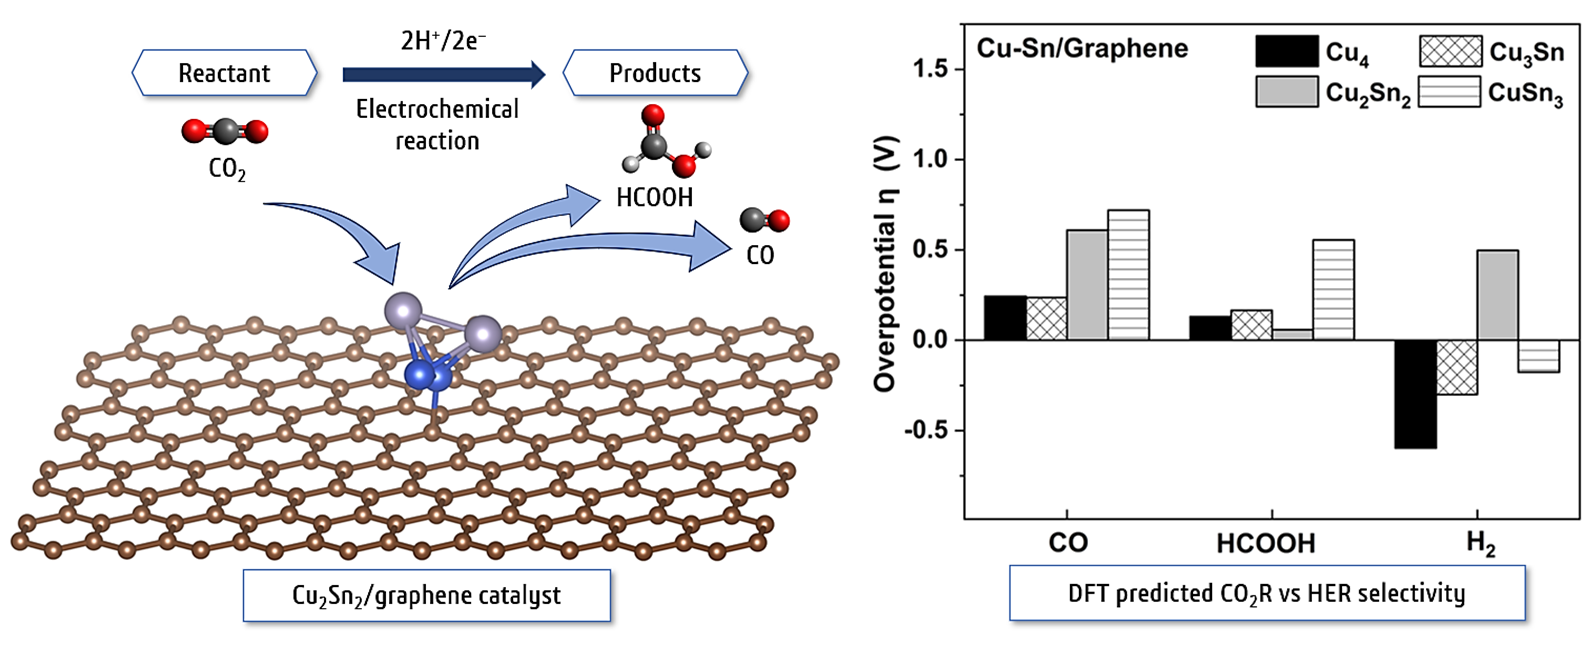 2H⁺/2e⁻
Reactant
Products
Electrochemical
reaction
CO₂
HCOOH
CO
Cu₂Sn₂/graphene catalyst
Cu-Sn/Graphene
Cu₄
Cu₃Sn
Cu₂Sn₂
CuSn₃
Overpotential η (V)
1.5
1.0
0.5
0.0
-0.5
CO
HCOOH
H₂
DFT predicted CO₂R vs HER selectivity